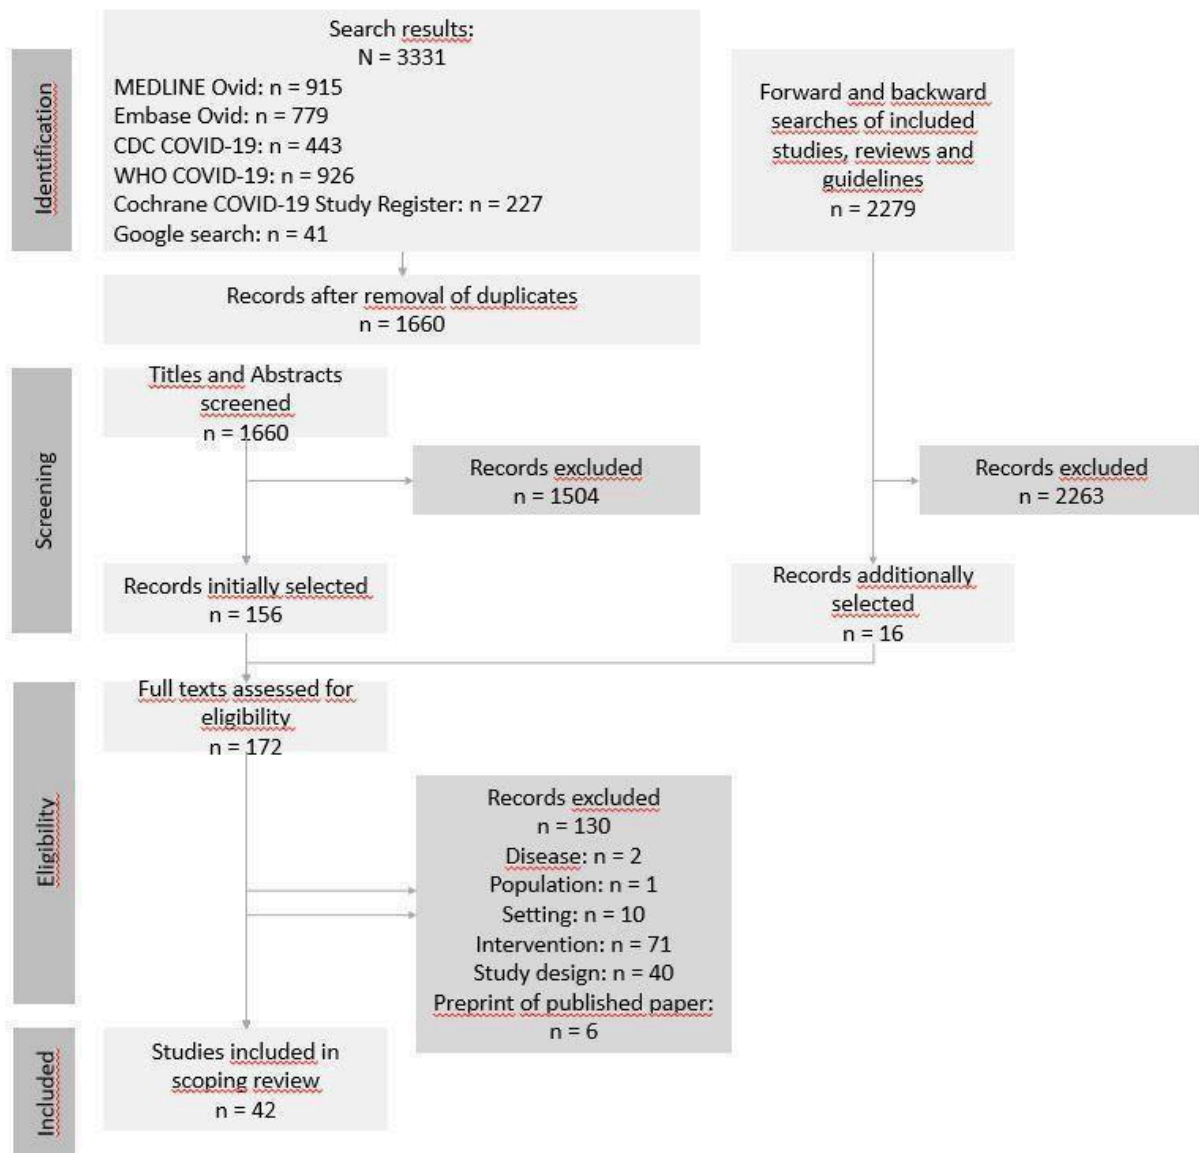 Identification
Search results:
N = 3331
MEDLINE Ovid: n = 915
Embase Ovid: n = 779
CDC COVID-19: n = 443
WHO COVID-19: n = 926
Cochrane COVID-19 Study Register: n = 227
Google search: n = 41
Forward and backward
searches of included
studies, reviews and
guidelines
n = 2279
Records after removal of duplicates
n = 1660
Screening
Titles and Abstracts
screened
n = 1660
Records excluded
n = 1504
Records excluded
n = 2263
Records initially selected
n = 156
Records additionally
selected
n = 16
Eligibility
Full texts assessed for
eligibility
n = 172
Records excluded
n = 130
Disease: n = 2
Population: n = 1
Setting: n = 10
Intervention: n = 71
Study design: n = 40
Preprint of published paper:
n = 6
Included
Studies included in
scoping review
n = 42